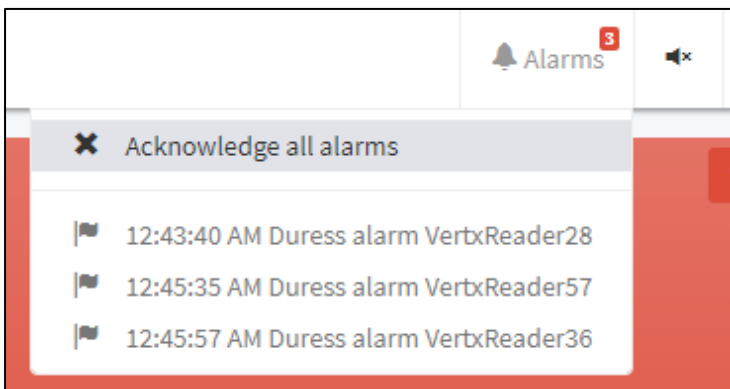 Alarms 3
Acknowledge all alarms
12:43:40 AM Duress alarm VertxReader28
12:45:35 AM Duress alarm VertxReader57
12:45:57 AM Duress alarm VertxReader36